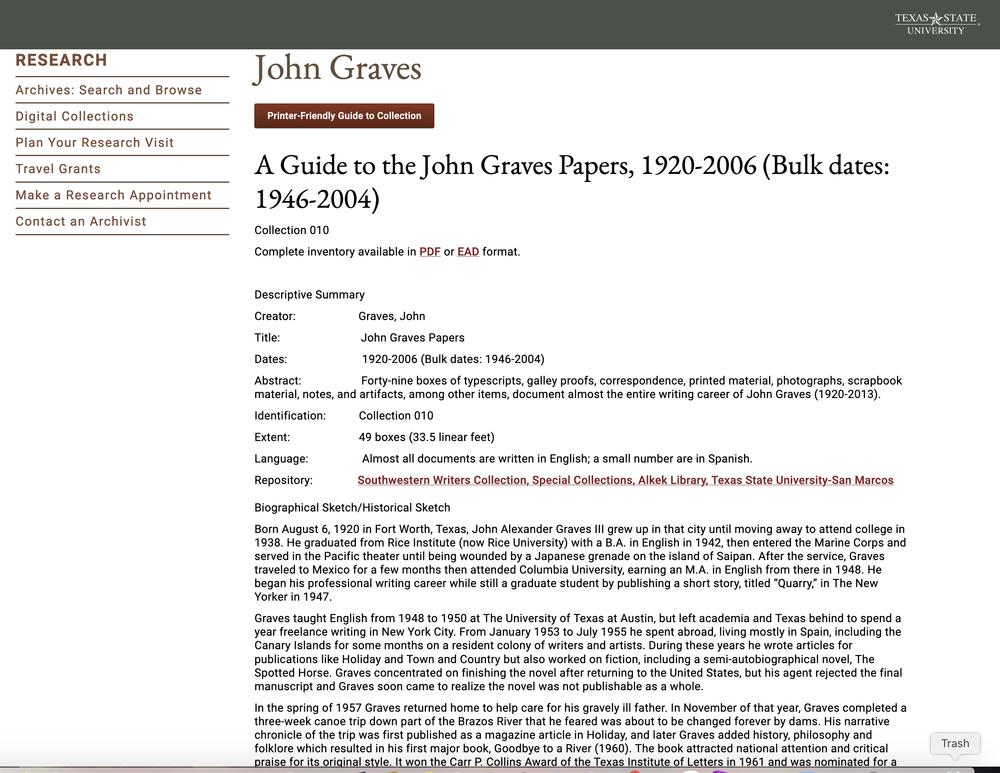 TEXAS STATE
UNIVERSITY
RESEARCH
Archives: Search and Browse
Digital Collections
Plan Your Research Visit
Travel Grants
Make a Research Appointment
Contact an Archivist
John Graves
Printer-Friendly Guide to Collection
A Guide to the John Graves Papers, 1920-2006 (Bulk dates:
1946-2004)
Collection 010
Complete inventory available in PDF or EAD format.
Descriptive Summary
Creator: Graves, John
Title: John Graves Papers
Dates: 1920-2006 (Bulk dates: 1946-2004)
Abstract: Forty-nine boxes of typescripts, galley proofs, correspondence, printed material, photographs, scrapbook
material, notes, and artifacts, among other items, document almost the entire writing career of John Graves (1920-2013).
Identification: Collection 010
Extent: 49 boxes (33.5 linear feet)
Language: Almost all documents are written in English; a small number are in Spanish.
Repository: Southwestern Writers Collection, Special Collections, Alkek Library, Texas State University-San Marcos
Biographical Sketch/Historical Sketch
Born August 6, 1920 in Fort Worth, Texas, John Alexander Graves III grew up in that city until moving away to attend college in
1938. He graduated from Rice Institute (now Rice University) with a B.A. in English in 1942, then entered the Marine Corps and
served in the Pacific theater until being wounded by a Japanese grenade on the island of Saipan. After the service, Graves
traveled to Mexico for a few months then attended Columbia University, earning an M.A. in English from there in 1948. He
began his professional writing career while still a graduate student by publishing a short story, titled “Quarry,” in The New
Yorker in 1947.
Graves taught English from 1948 to 1950 at The University of Texas at Austin, but left academia and Texas behind to spend a
year freelance writing in New York City. From January 1953 to July 1955 he spent abroad, living mostly in Spain, including the
Canary Islands for some months on a resident colony of writers and artists. During these years he wrote articles for
publications like Holiday and Town and Country but also worked on fiction, including a semi-autobiographical novel, The
Spotted Horse. Graves concentrated on finishing the novel after returning to the United States, but his agent rejected the final
manuscript and Graves soon came to realize the novel was not publishable as a whole.
In the spring of 1957 Graves returned home to help care for his gravely ill father. In November of that year, Graves completed a
three-week canoe trip down part of the Brazos River that he feared was about to be changed forever by dams. His narrative
chronicle of the trip was first published as a magazine article in Holiday, and later Graves added history, philosophy and
folklore which resulted in his first major book, Goodbye to a River (1960). The book attracted national attention and critical
praise for its original style. It won the Carr P. Collins Award of the Texas Institute of Letters in 1961 and was nominated for a
Trash